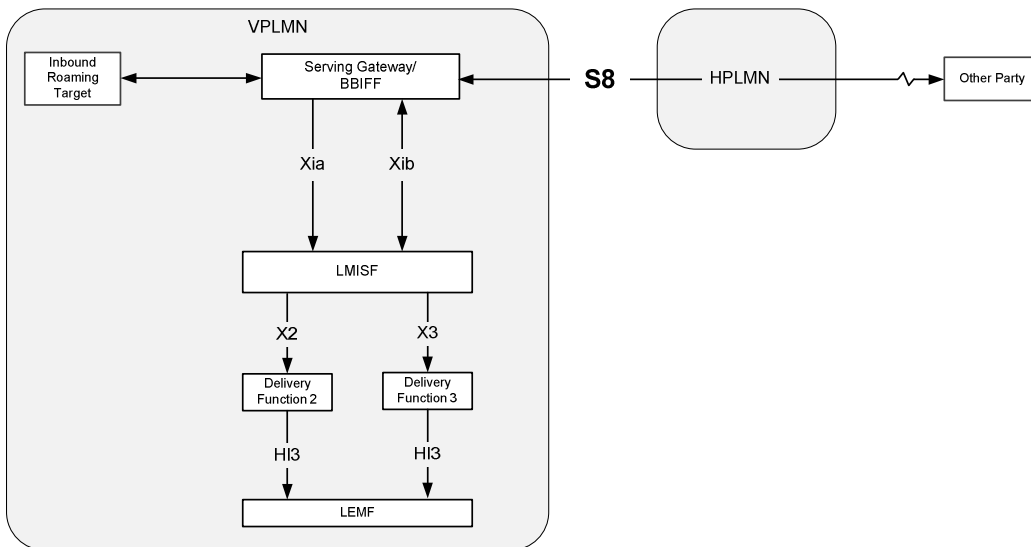 VPLMN
Inbound
Roaming
Target
Serving Gateway/
BBIFF
S8
HPLMN
Other Party
Xia
Xib
LMISF
X2
X3
Delivery
Function 2
Delivery
Function 3
HI3
HI3
LEMF